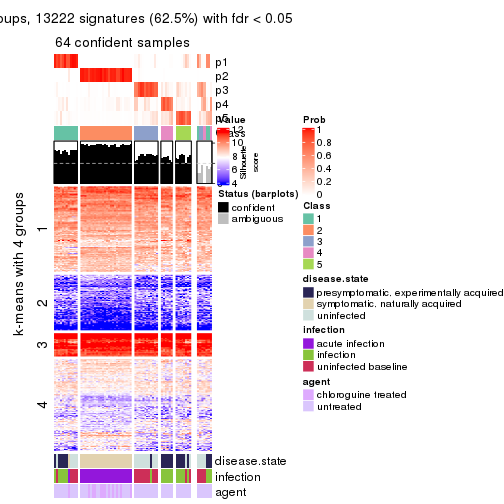 oups, 13222 signatures (62.5%) with fdr < 0.05
64 confident samples
p1
p2
p3
p4
p5
Class
Silhouette
score
k-means with 4 groups
1
2
3
4
disease.state
infection
agent
Value
12
10
8
6
4
Status (barplots)
confident
ambiguous
Prob
1
0.8
0.6
0.4
0.2
0
Class
1
2
3
4
5
disease.state
presymptomatic, experimentally acquired
symptomatic, naturally acquired
uninfected
infection
acute infection
infection
uninfected baseline
agent
chloroguine treated
untreated